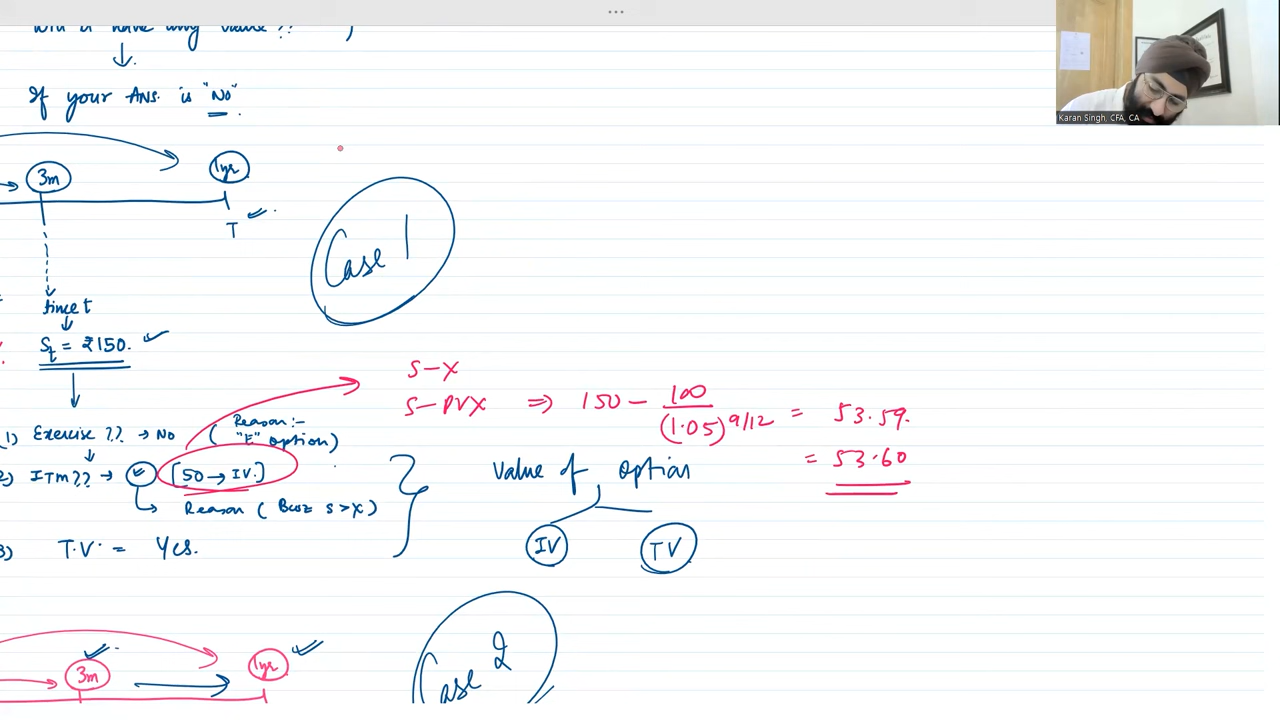 If your Ans. is "No"
3m
1yr
T
Case 1
time t
St = ₹150.
S-X
S-PVX ⇒ 150 - 100/(1.05)^9/12 = 53.59.
= 53.60
(1) Exercise ?? → No ( Reason:- "E" option)
2) ITM?? → [50 → IV.]
Reason ( Bcoz S>X)
3) T.V. = Yes.
Value of option
IV
TV
3m
1yr
Case 2
Karan Singh, CFA, CA